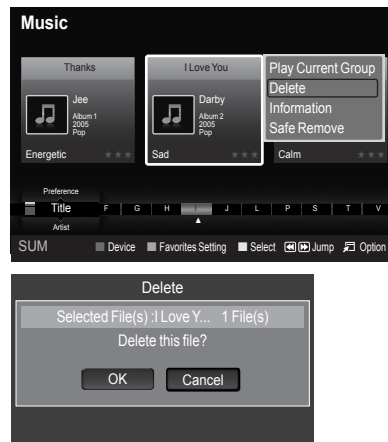 Music
Thanks
Jee
Album 1
2005
Pop
Energetic
I Love You
Darby
Album 2
2005
Pop
Sad
Play Current Group
Delete
Information
Safe Remove
Calm
Preference
Title F G H I J L P S T V
Artist
SUM Device Favorites Setting Select Jump Option
Delete
Selected File(s) :I Love Y... 1 File(s)
Delete this file?
OK Cancel